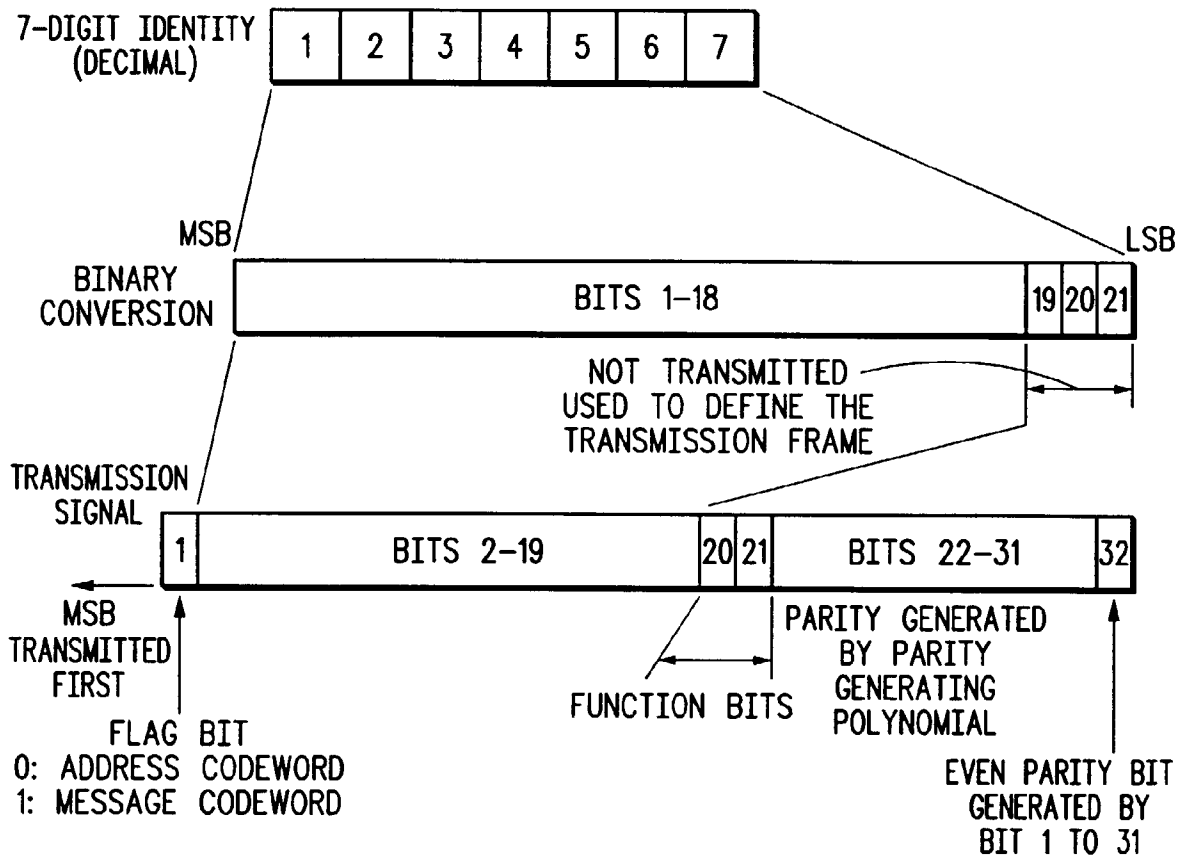 7-DIGIT IDENTITY
(DECIMAL)
1 2 3 4 5 6 7
MSB
LSB
BINARY
CONVERSION
BITS 1-18 19 20 21
NOT TRANSMITTED
USED TO DEFINE THE
TRANSMISSION FRAME
TRANSMISSION
SIGNAL
1 BITS 2-19 20 21 BITS 22-31 32
MSB
TRANSMITTED
FIRST
FLAG BIT
0: ADDRESS CODEWORD
1: MESSAGE CODEWORD
FUNCTION BITS
PARITY GENERATED
BY PARITY
GENERATING
POLYNOMIAL
EVEN PARITY BIT
GENERATED BY
BIT 1 TO 31